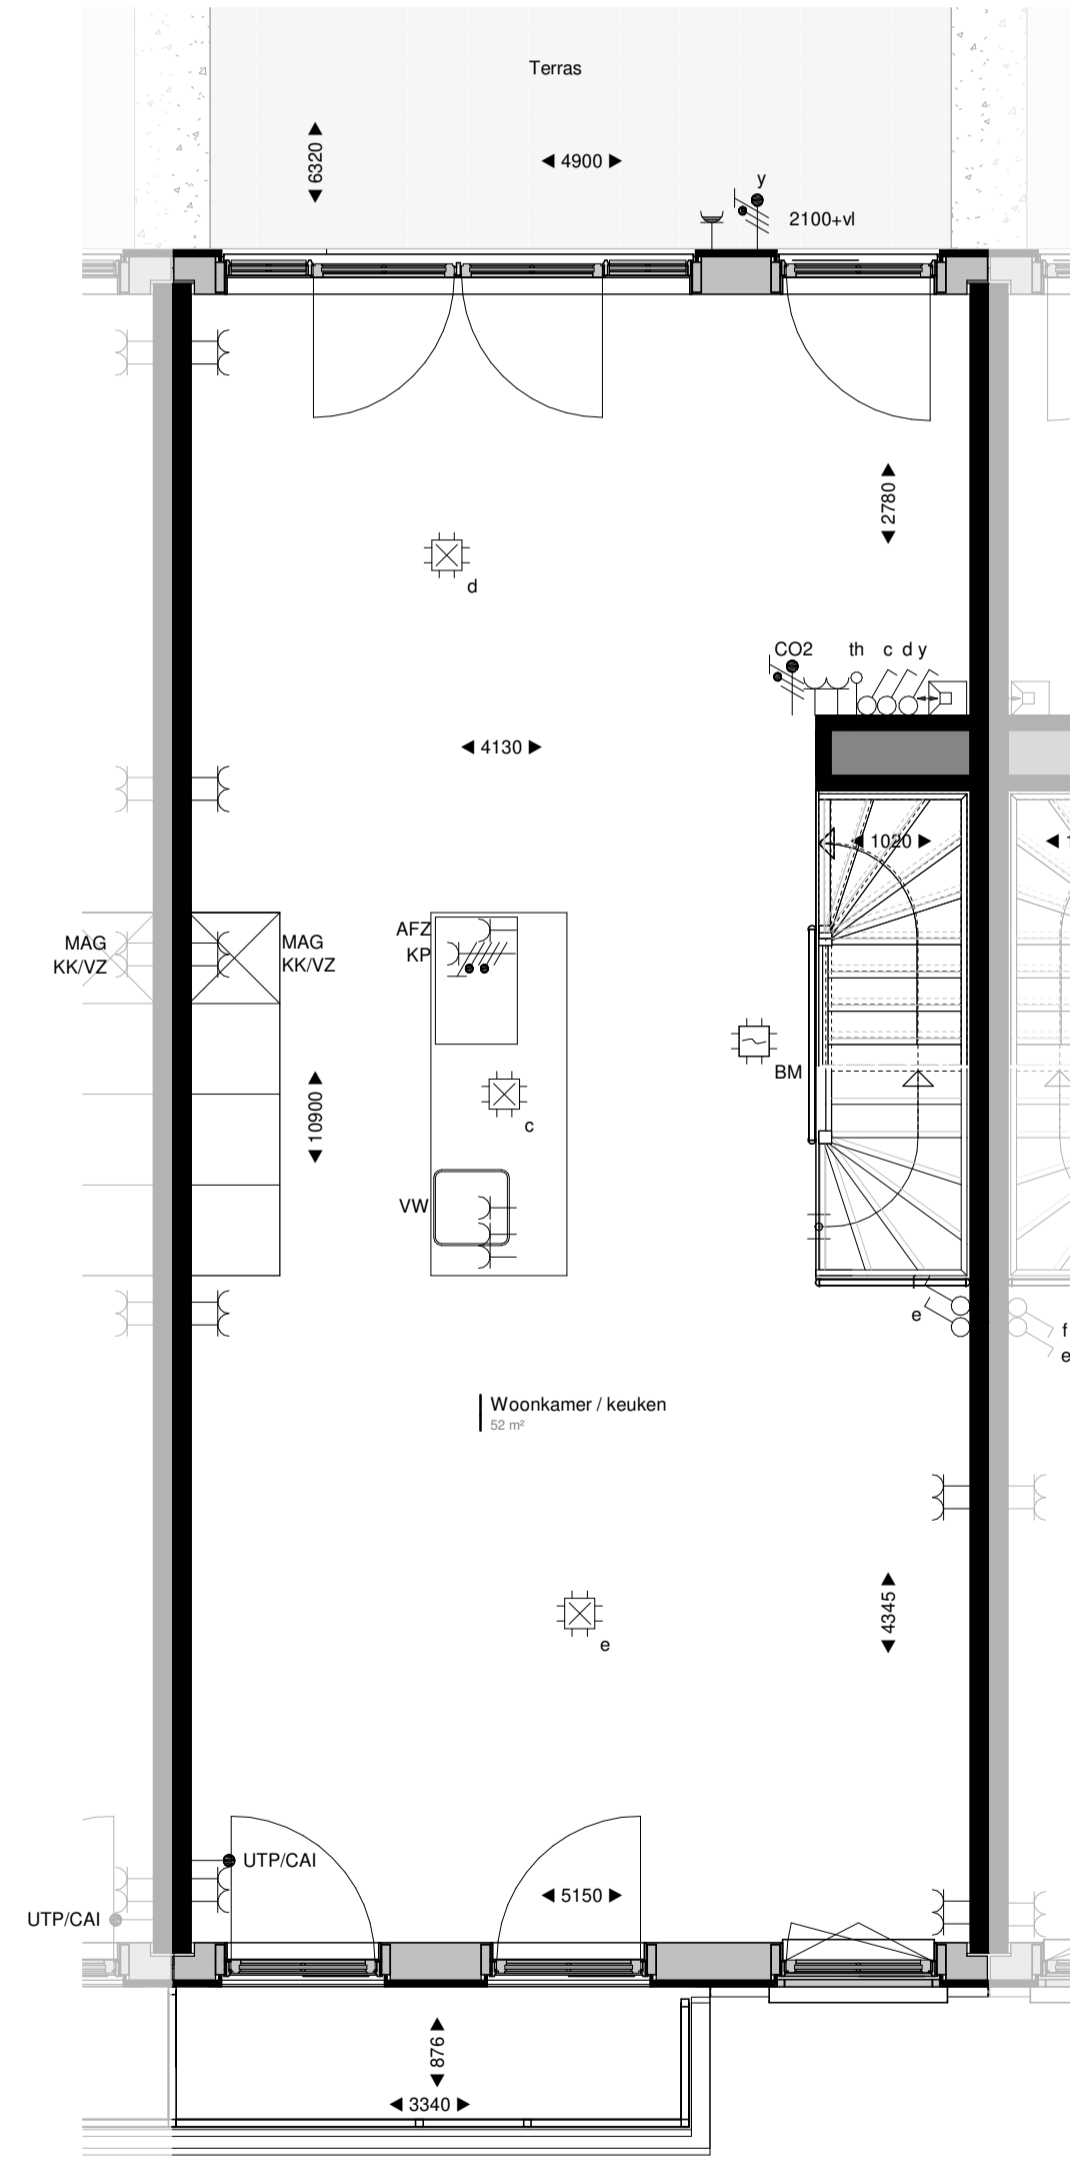 Terras
6320
4900
y
2100+vl
2780
d
CO2
th
c
d
y
4130
1020
1
MAG
KK/VZ
MAG
KK/VZ
AFZ
KP
BM
10900
c
VW
f
e
f
e
Woonkamer / keuken
52 m²
4345
e
UTP/CAI
UTP/CAI
5150
876
3340